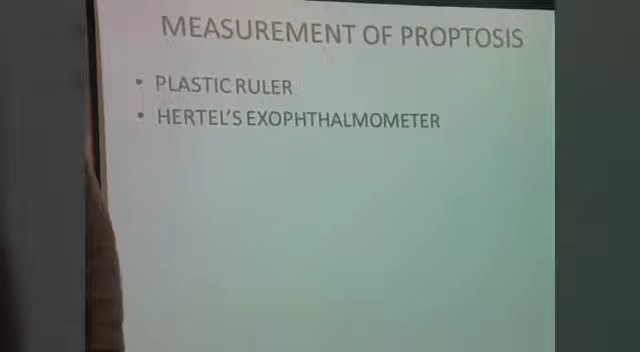 MEASUREMENT OF PROPTOSIS
• PLASTIC RULER
• HERTEL'S EXOPHTHALMOMETER